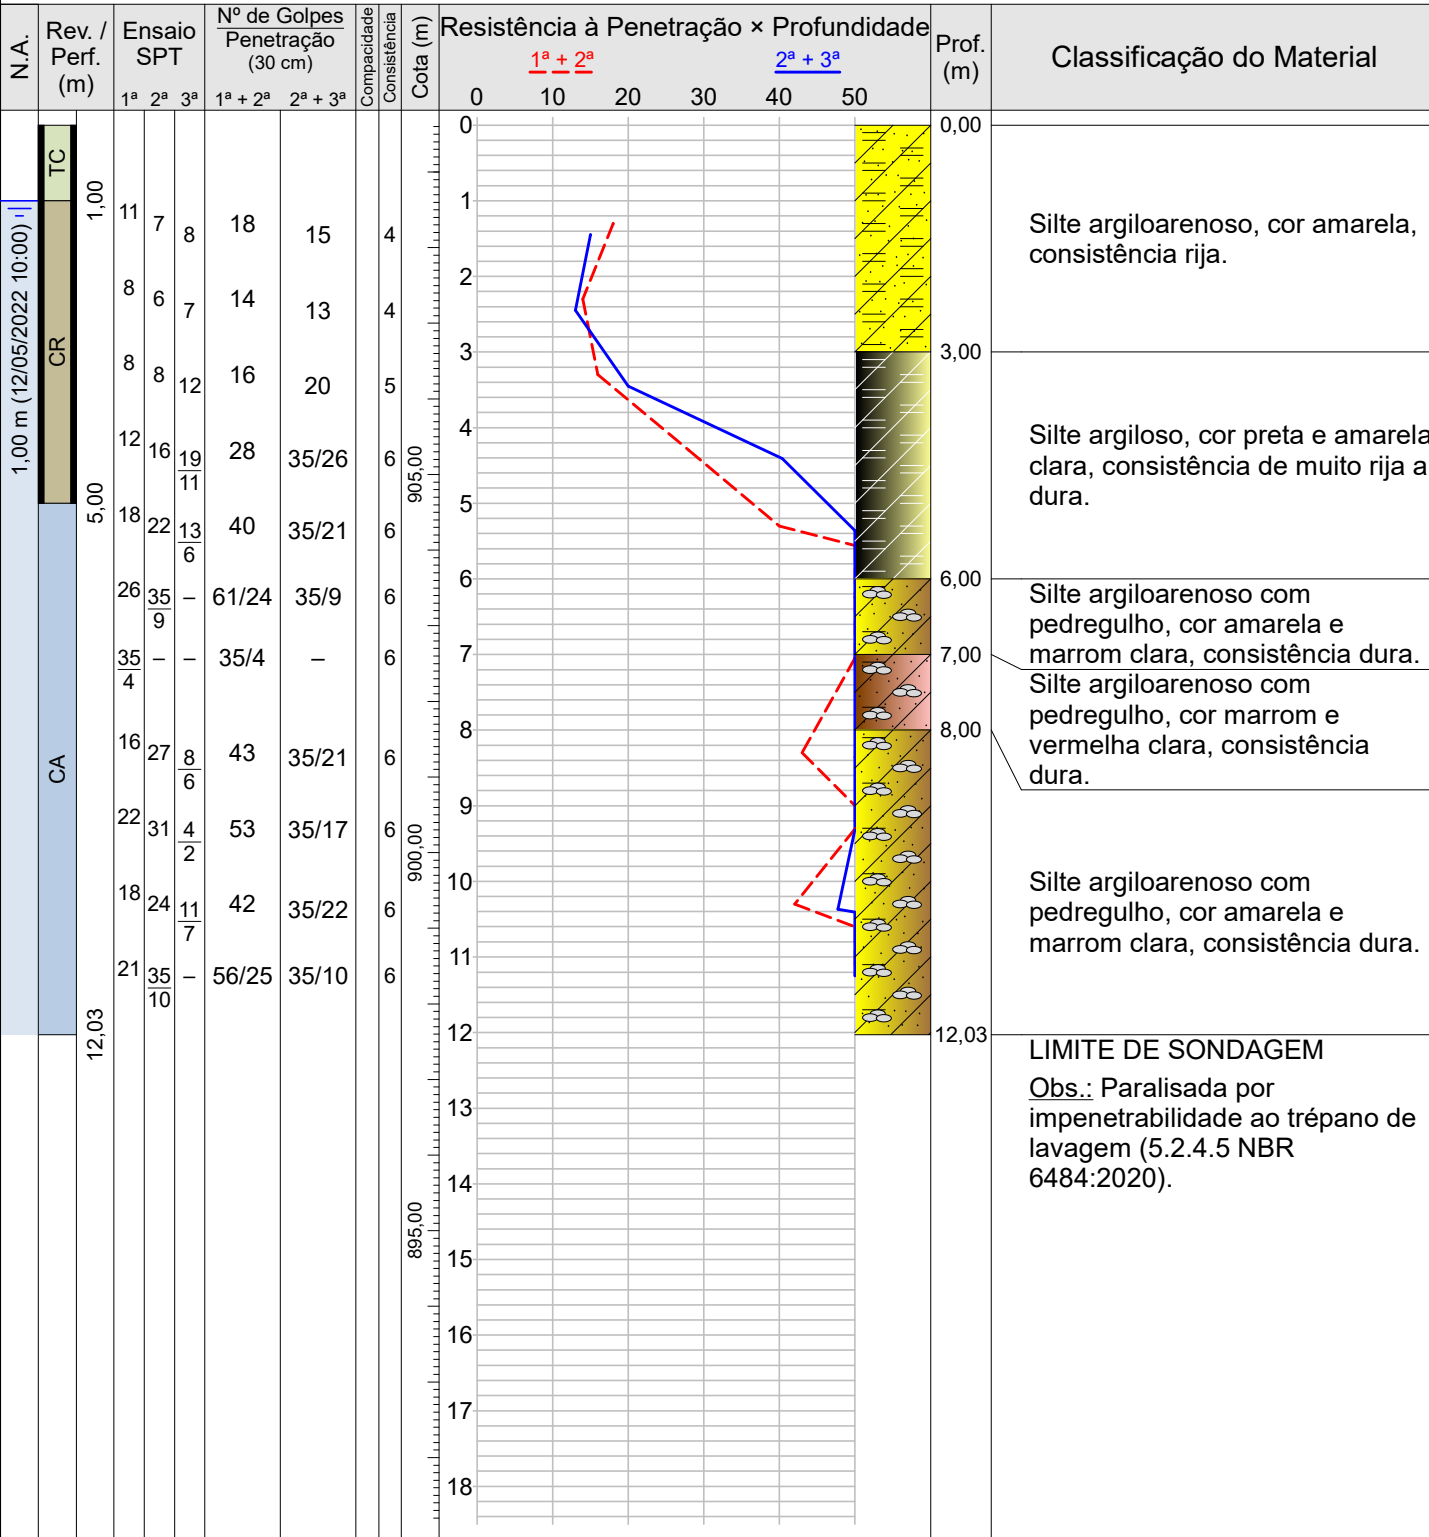 N.A.
Rev. /
Perf.
(m)
Ensaio
SPT
1ª 2ª 3ª
Nº de Golpes
Penetração
(30 cm)
1ª + 2ª 2ª + 3ª
Compacidade
Consistência
Cota (m)
Resistência à Penetração × Profundidade
1ª + 2ª 2ª + 3ª
0 10 20 30 40 50
Prof.
(m)
Classificação do Material
1,00 m (12/05/2022 10:00)
TC
CR
CA
1,00
5,00
12,03
11 7 8 18 15 4
8 6 7 14 13 4
8 8 12 16 20 5
12 16 19/11 28 35/26 6
18 22 13/6 40 35/21 6
26 35/9 – 61/24 35/9 6
35/4 – – 35/4 – 6
16 27 8/6 43 35/21 6
22 31 4/2 53 35/17 6
18 24 11/7 42 35/22 6
21 35/10 – 56/25 35/10 6
905,00
900,00
895,00
0
1
2
3
4
5
6
7
8
9
10
11
12
13
14
15
16
17
18
0,00
3,00
6,00
7,00
8,00
12,03
Silte argiloarenoso, cor amarela,
consistência rija.
Silte argiloso, cor preta e amarela
clara, consistência de muito rija a
dura.
Silte argiloarenoso com
pedregulho, cor amarela e
marrom clara, consistência dura.
Silte argiloarenoso com
pedregulho, cor marrom e
vermelha clara, consistência
dura.
Silte argiloarenoso com
pedregulho, cor amarela e
marrom clara, consistência dura.
LIMITE DE SONDAGEM
Obs.: Paralisada por
impenetrabilidade ao trépano de
lavagem (5.2.4.5 NBR
6484:2020).